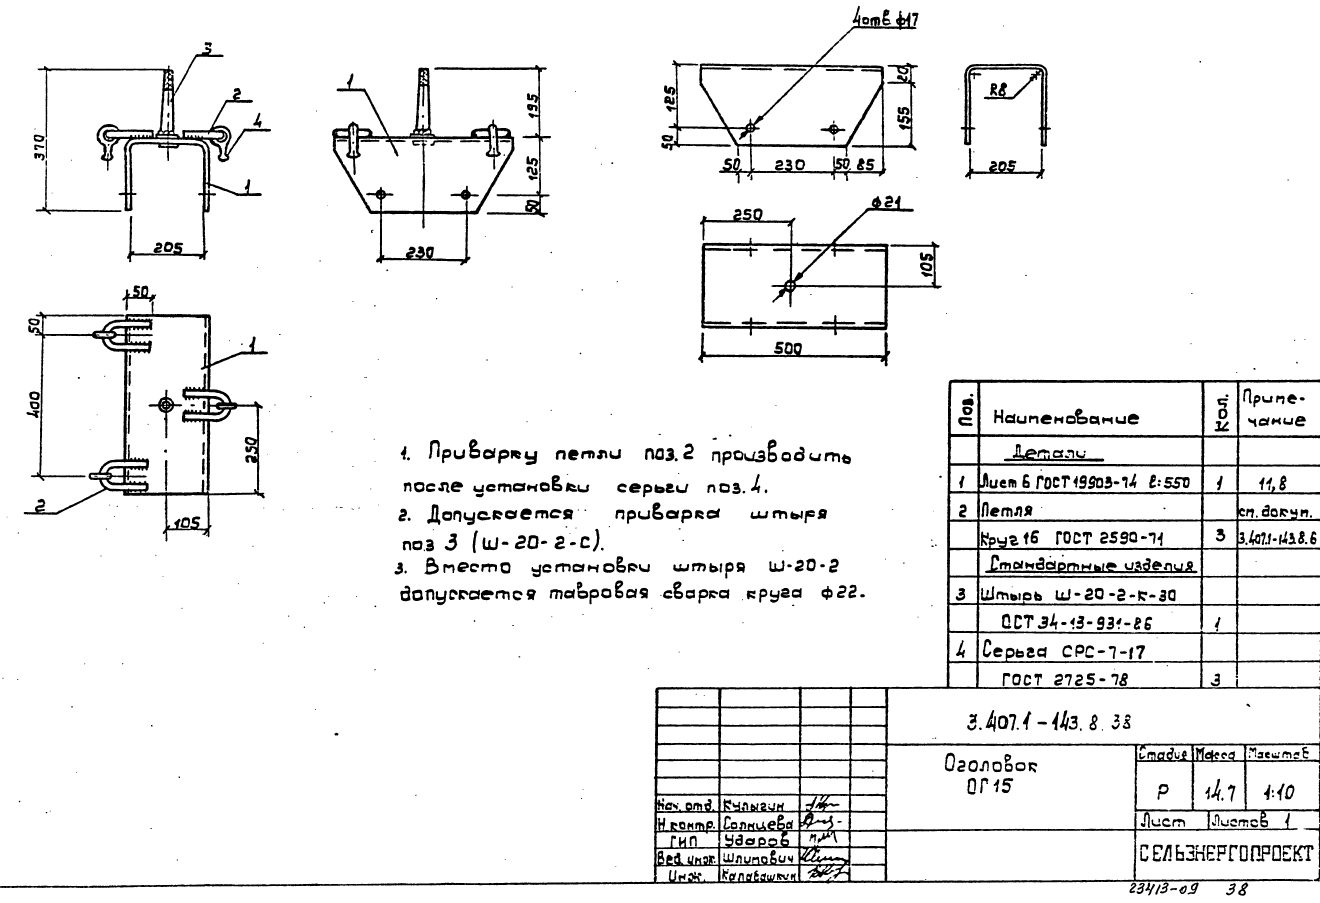 3
2
4
1
370
205
1
195
125
50
230
4отв ф17
125
50
50
230
50
85
20
155
R8
205
250
ф21
105
500
50
50
400
1
250
2
105
1. Приварку петли поз.2 производить
после установки серьги поз.4.
2. Допускается приварка штыря
поз 3 (Ш-20-2-С).
3. Вместо установки штыря Ш-20-2
допускается тавровая сварка круга ф22.
Поз. Наименование Кол. Приме-
чание
Детали
1 Лист 6 ГОСТ 19903-74 ℓ=550 1 11,8
2 Петля см. докум.
Круг 16 ГОСТ 2590-71 3 3.407.1-143.8.6
Стандартные изделия
3 Штырь Ш-20-2-К-30
ОСТ 34-13-931-86 1
4 Серьга СРС-7-17
ГОСТ 2725-78 3
3.407.1-143.8.38
Оголовок
ОГ15
Стадия Масса Масштаб
Р 14.7 1:10
Лист Листов 1
СЕЛЬЭНЕРГОПРОЕКТ
Нач. отд. Кулыгин
Н контр. Солнцева
ГИП Ударов
Вед. инж. Шлипович
Инж. Калабашкин
23413-09 38